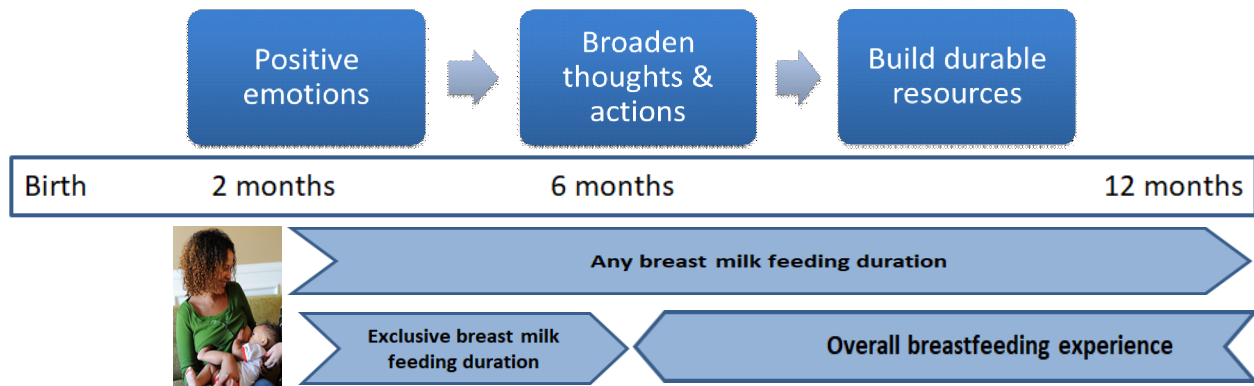 Positive
emotions
Broaden
thoughts &
actions
Build durable
resources
Birth 2 months 6 months 12 months
Any breast milk feeding duration
Exclusive breast milk
feeding duration
Overall breastfeeding experience